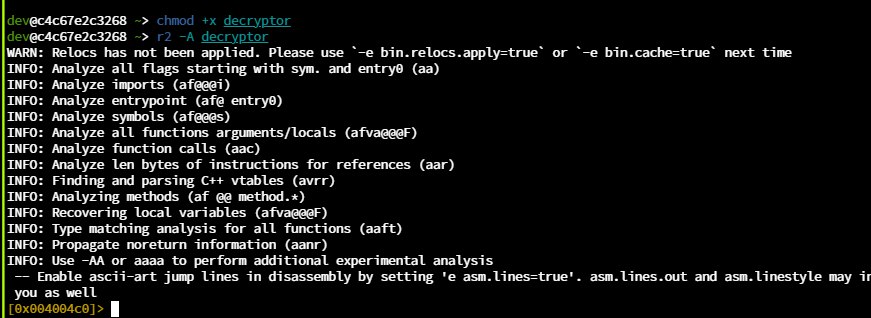 dev@c4c67e2c3268 ~> chmod +x decryptor
dev@c4c67e2c3268 ~> r2 -A decryptor
WARN: Relocs has not been applied. Please use `-e bin.relocs.apply=true` or `-e bin.cache=true` next time
INFO: Analyze all flags starting with sym. and entry0 (aa)
INFO: Analyze imports (af@@@i)
INFO: Analyze entrypoint (af@ entry0)
INFO: Analyze symbols (af@@@s)
INFO: Analyze all functions arguments/locals (afva@@@F)
INFO: Analyze function calls (aac)
INFO: Analyze len bytes of instructions for references (aar)
INFO: Finding and parsing C++ vtables (avrr)
INFO: Analyzing methods (af @@ method.*)
INFO: Recovering local variables (afva@@@F)
INFO: Type matching analysis for all functions (aaft)
INFO: Propagate noreturn information (aanr)
INFO: Use -AA or aaaa to perform additional experimental analysis
-- Enable ascii-art jump lines in disassembly by setting 'e asm.lines=true'. asm.lines.out and asm.linestyle may in
you as well
[0x004004c0]>